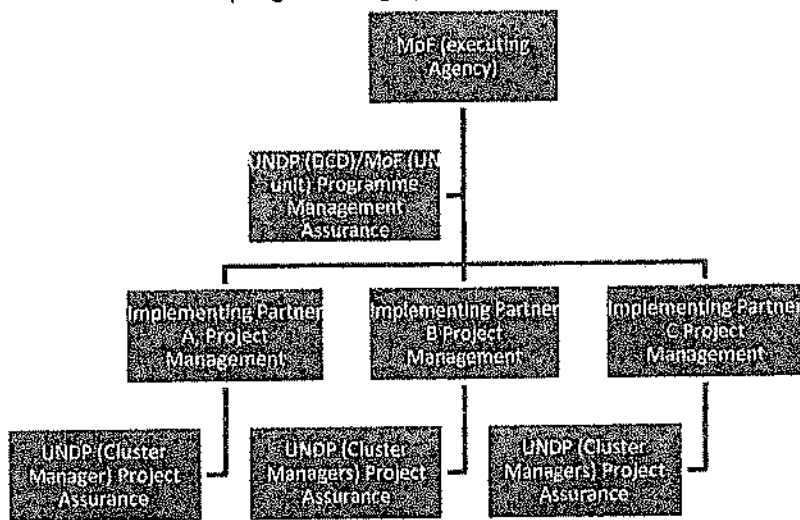 MoF (executing
Agency)
UNDP (GCD)/MoF (UN
unit) Programme
Management
Assurance
Implementing Partner
A, Project
Management
Implementing Partner
B Project
Management
Implementing Partner
C Project
Management
UNDP (Cluster
Manager) Project
Assurance
UNDP (Cluster
Managers) Project
Assurance
UNDP (Cluster
Managers) Project
Assurance